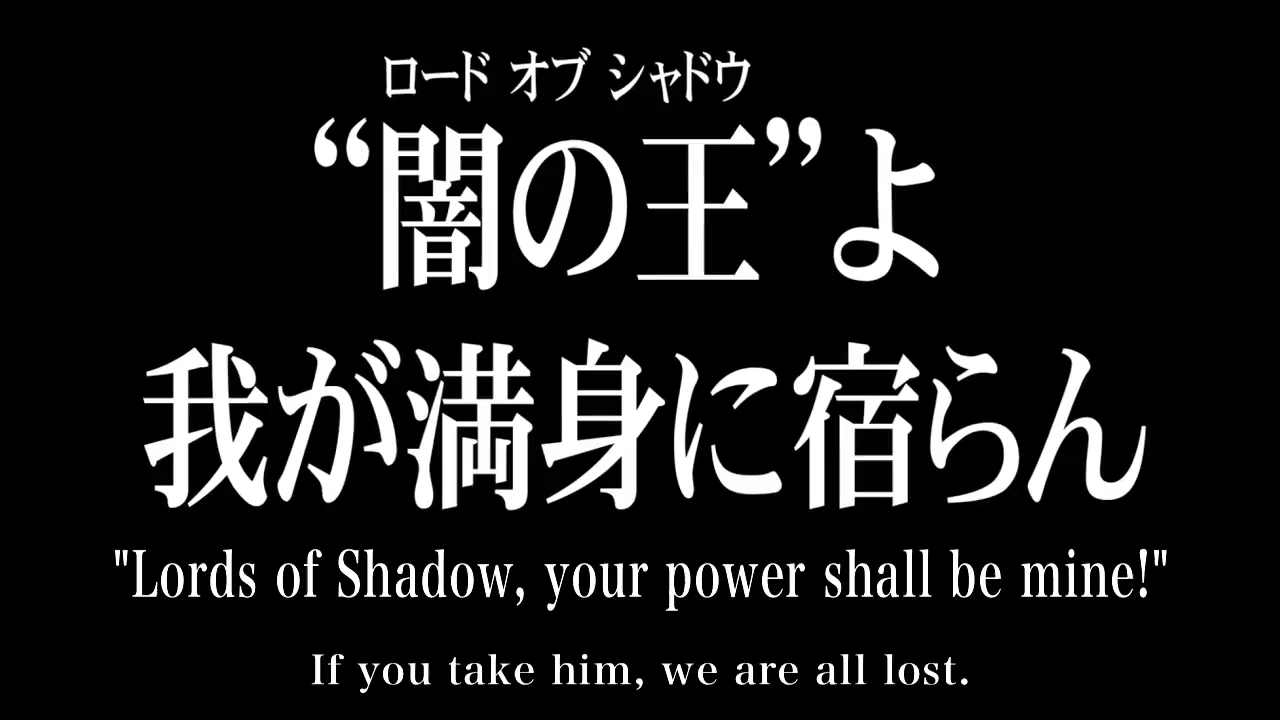 ロード オブ シャドウ
“闇の王”よ
我が満身に宿らん
"Lords of Shadow, your power shall be mine!"
If you take him, we are all lost.